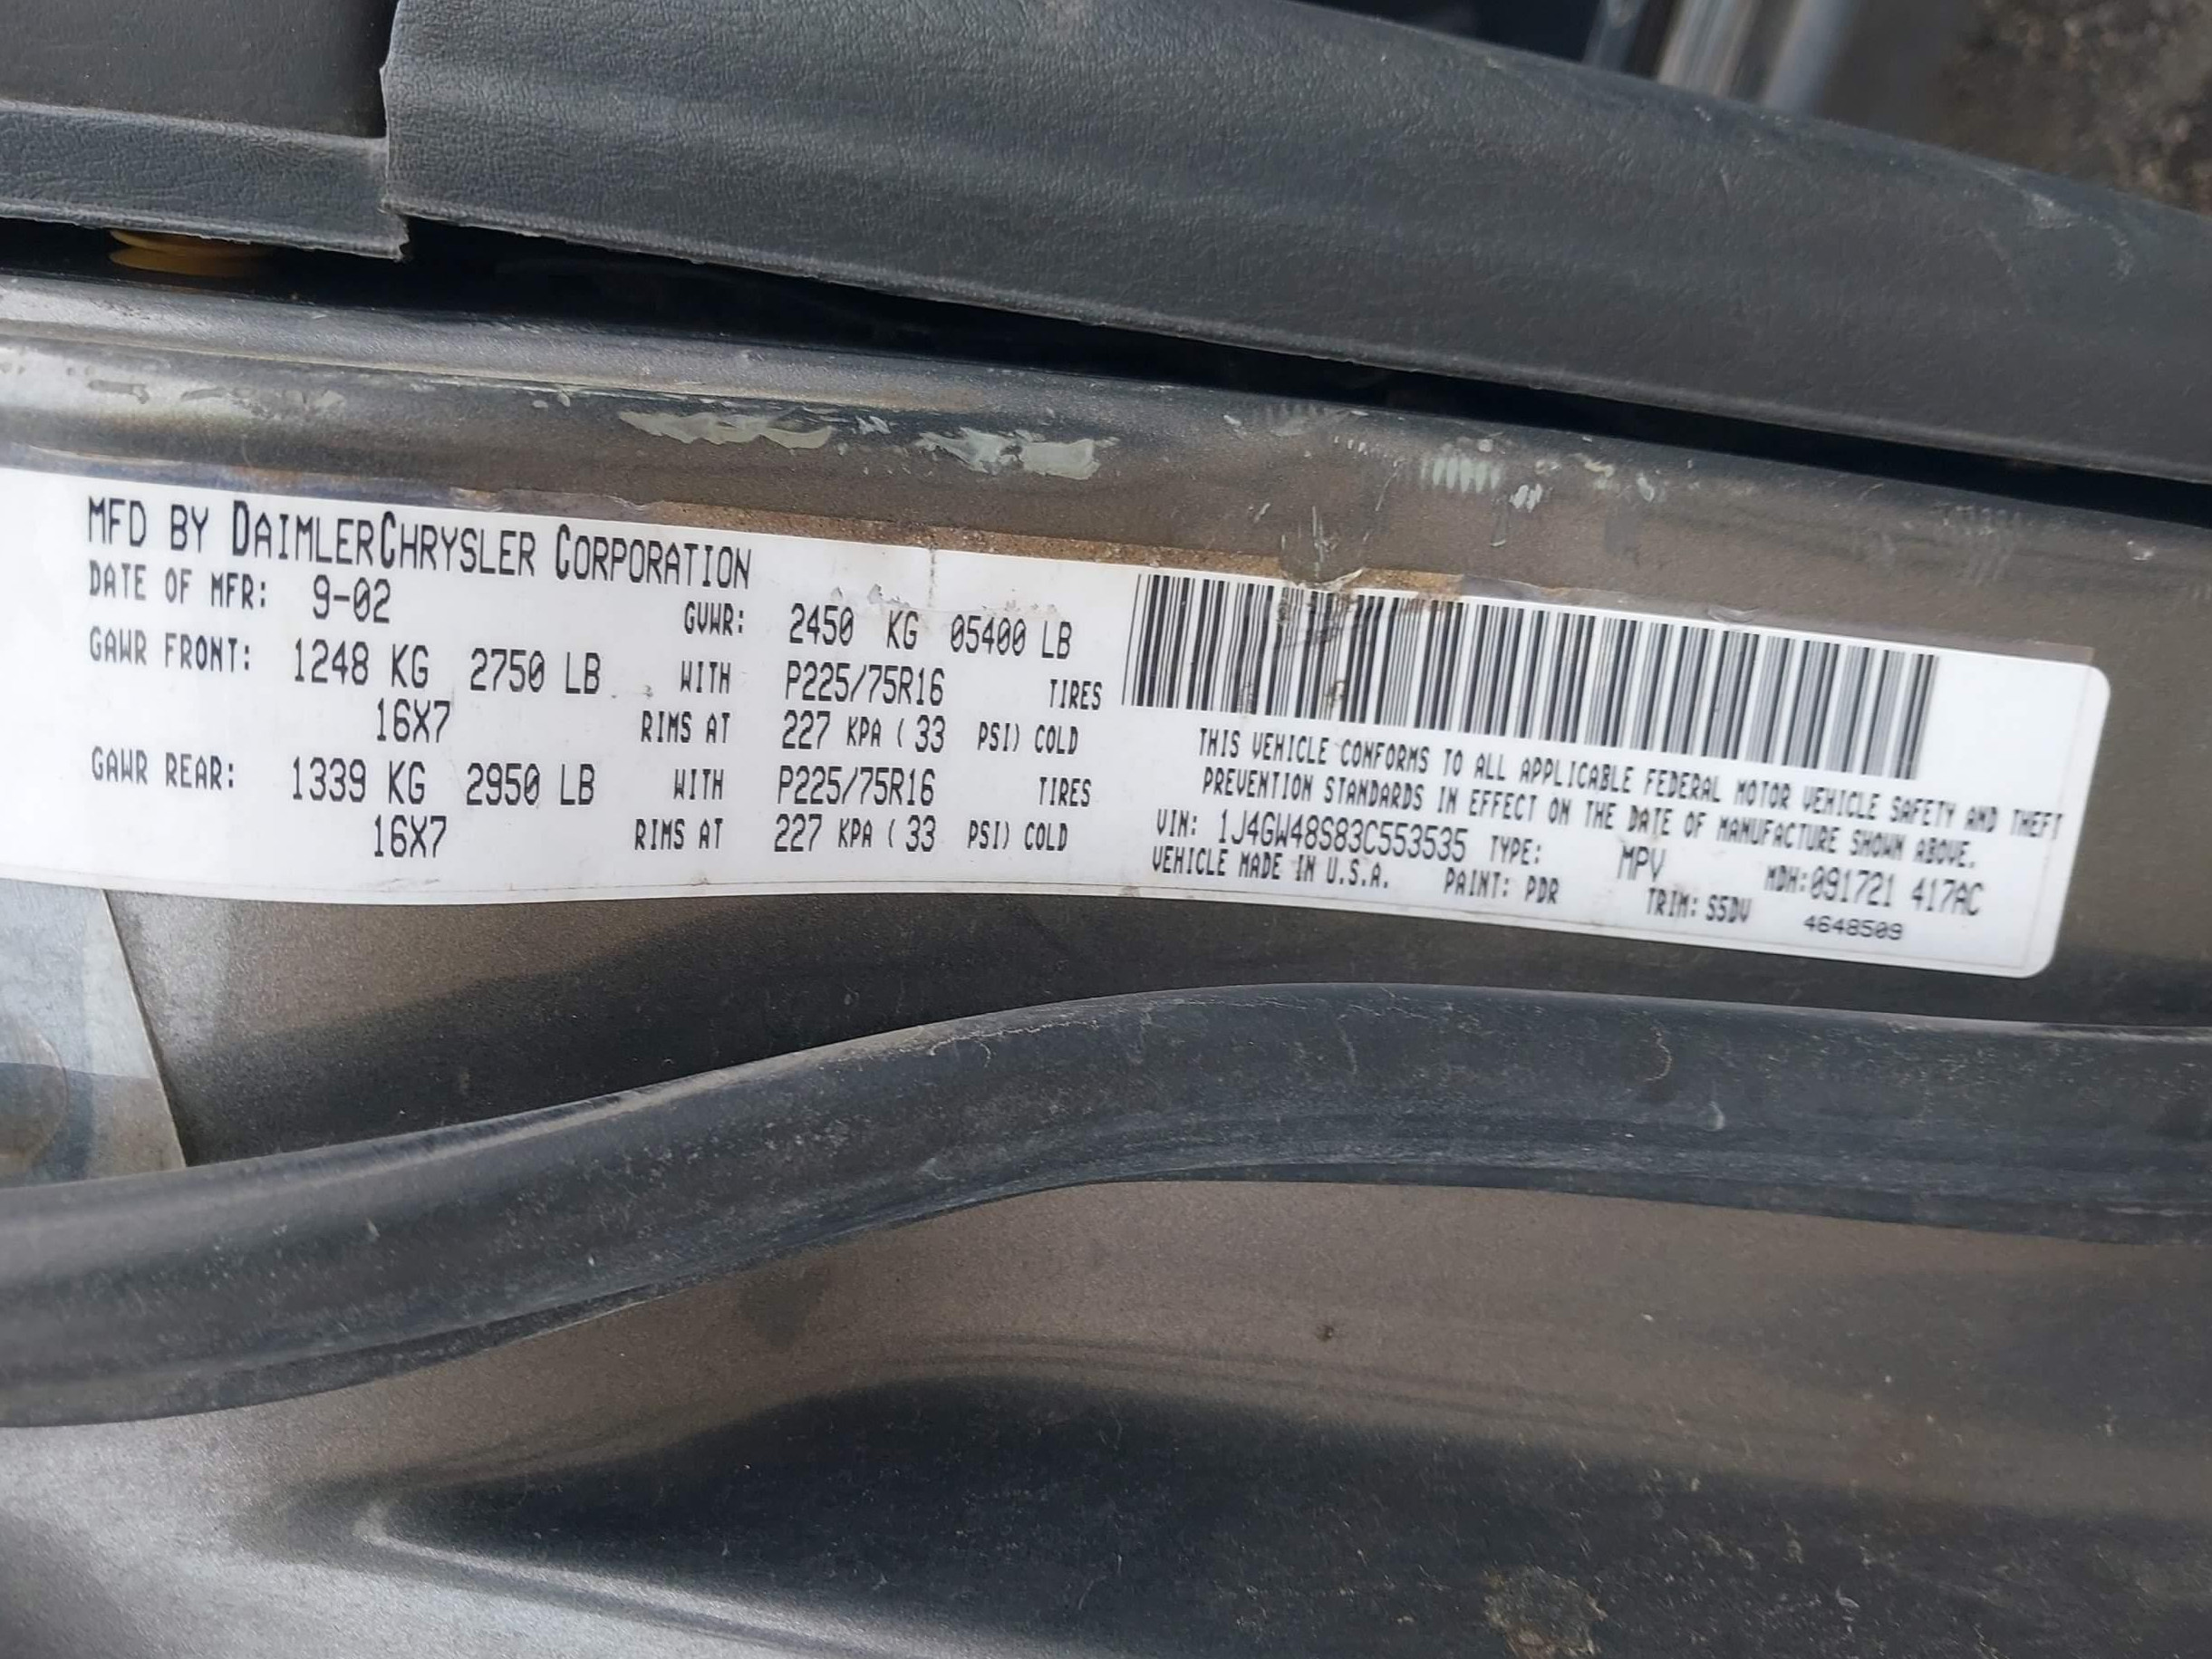 MFD BY DAIMLERCHRYSLER CORPORATION
DATE OF MFR: 9-02 GVWR: 2450 KG 05400 LB
GAWR FRONT: 1248 KG 2750 LB WITH P225/75R16 TIRES
16X7 RIMS AT 227 KPA ( 33 PSI) COLD
GAWR REAR: 1339 KG 2950 LB WITH P225/75R16 TIRES
16X7 RIMS AT 227 KPA ( 33 PSI) COLD
THIS VEHICLE CONFORMS TO ALL APPLICABLE FEDERAL MOTOR VEHICLE SAFETY AND THEFT
PREVENTION STANDARDS IN EFFECT ON THE DATE OF MANUFACTURE SHOWN ABOVE.
VIN: 1J4GW48S83C553535 TYPE: MPV MDH:091721 417AC
VEHICLE MADE IN U.S.A. PAINT: PDR TRIM: S5DV 4648509